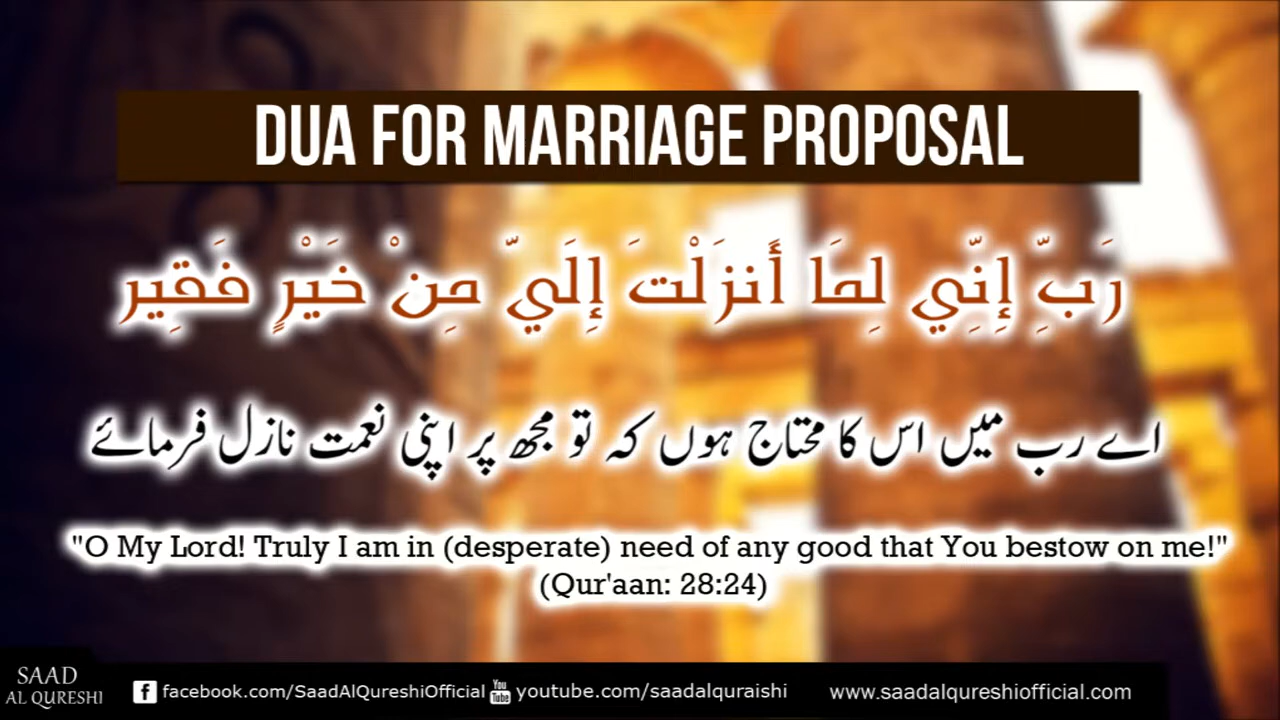 DUA FOR MARRIAGE PROPOSAL
رَبِّ إِنِّي لِمَا أَنزَلْتَ إِلَيَّ مِنْ خَيْرٍ فَقِير
اے رب میں اس کا محتاج ہوں کہ تو مجھ پر اپنی نعمت نازل فرمائے
"O My Lord! Truly I am in (desperate) need of any good that You bestow on me!"
(Qur'aan: 28:24)
SAAD
AL QURESHI
facebook.com/SaadAlQureshiOfficial You Tube youtube.com/saadalquraishi www.saadalqureshiofficial.com